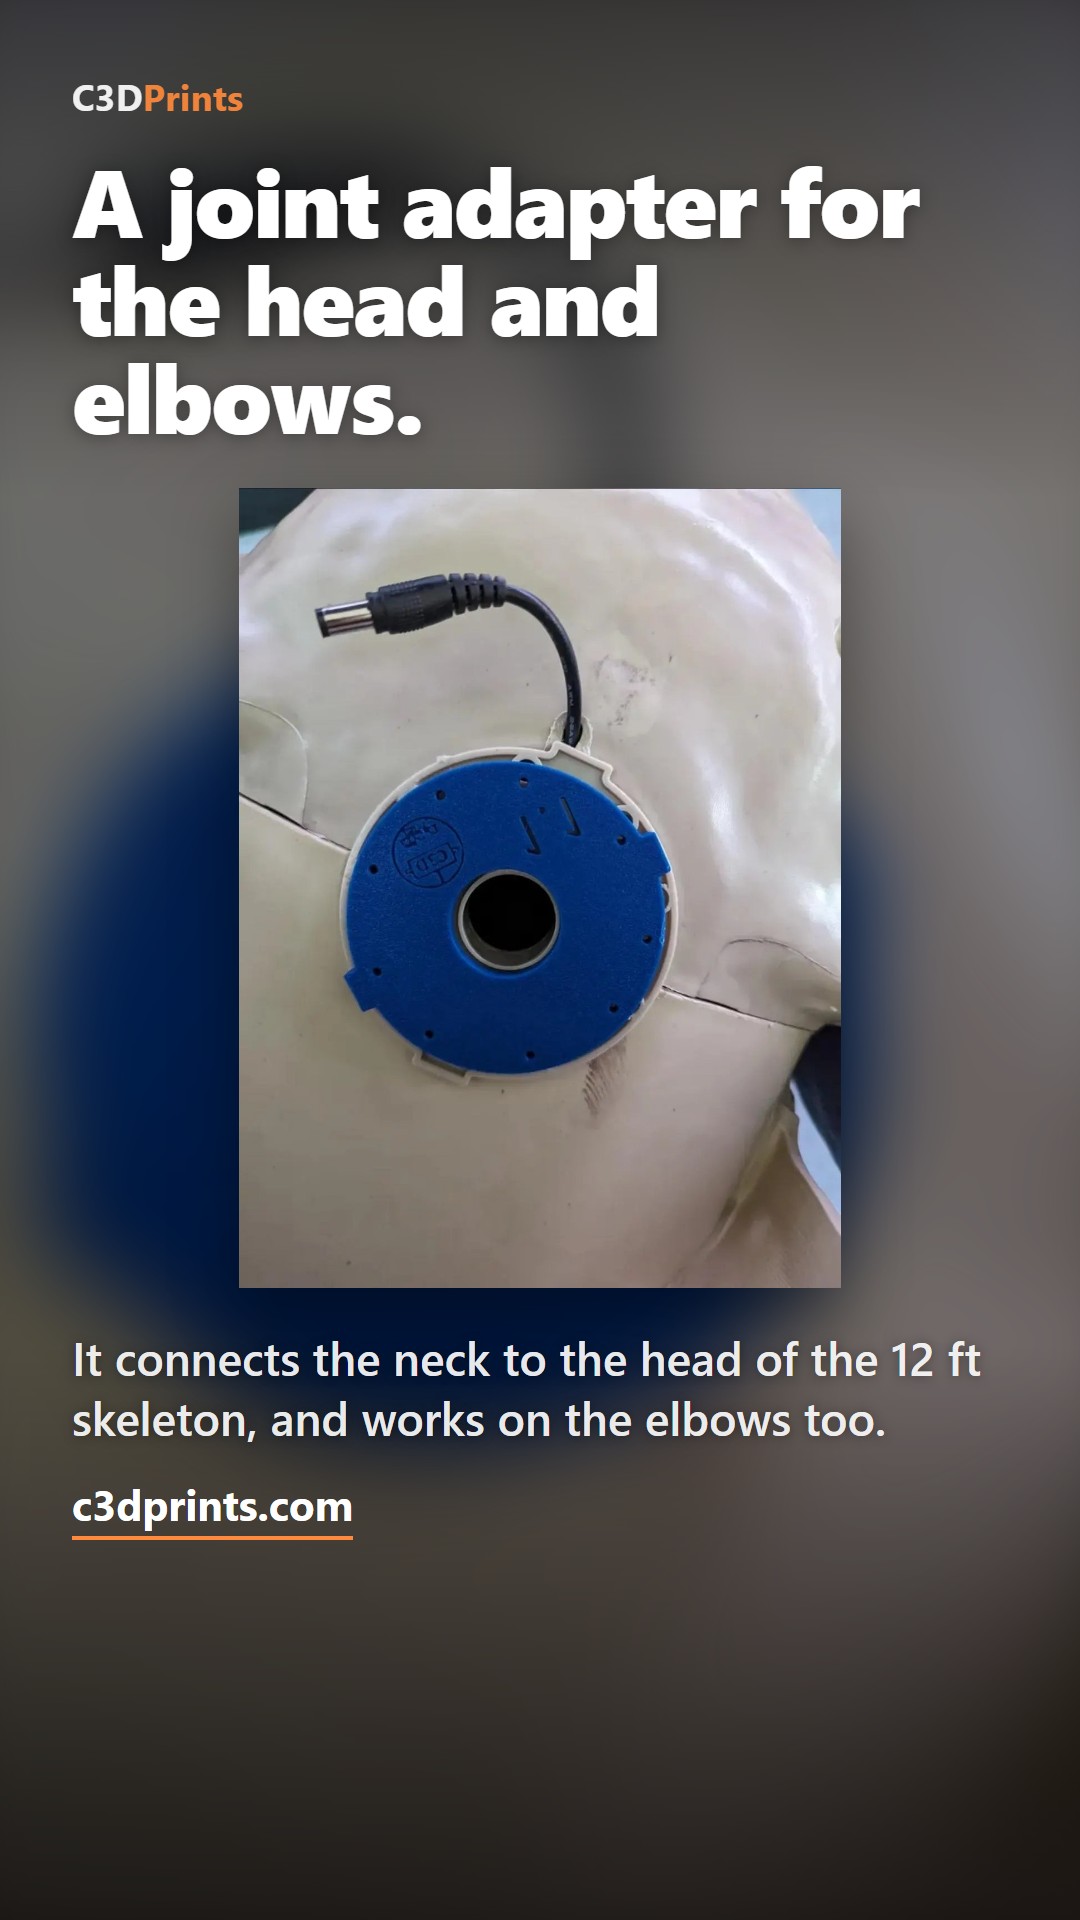 C3DPrints
A joint adapter for
the head and
elbows.
C3D
It connects the neck to the head of the 12 ft
skeleton, and works on the elbows too.
c3dprints.com